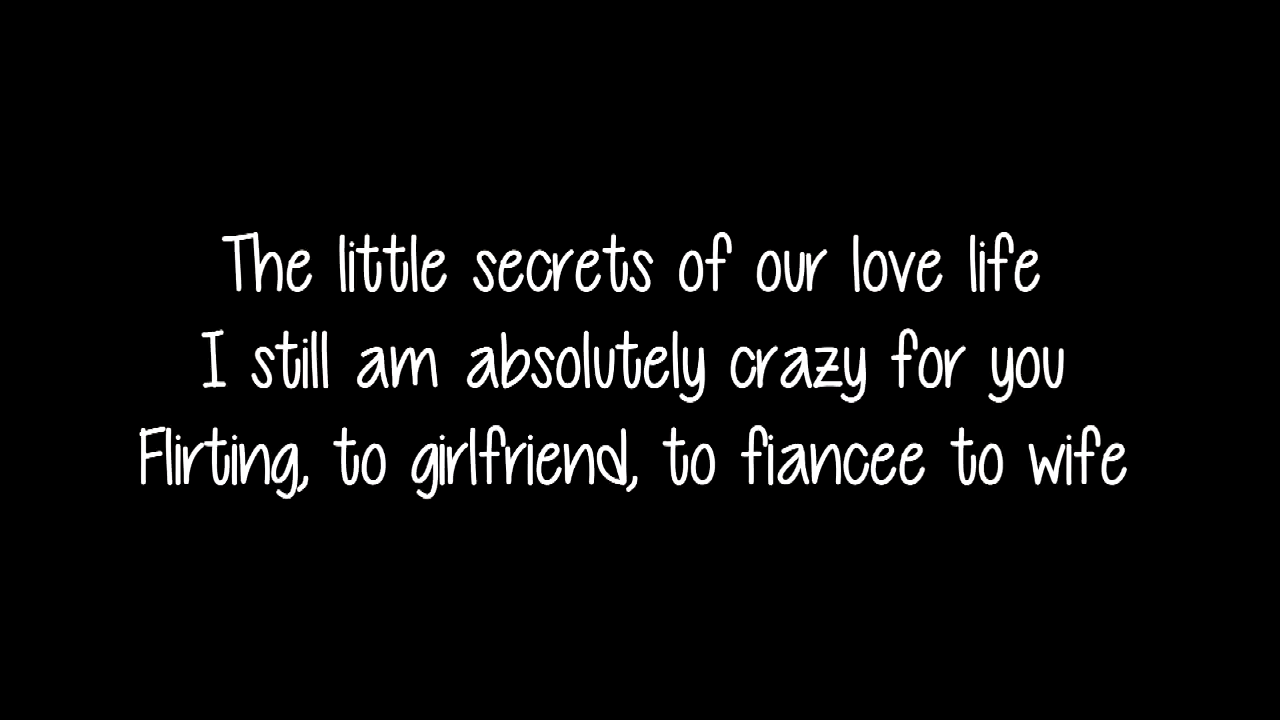 The little secrets of our love life
I still am absolutely crazy for you
Flirting, to girlfriend, to fiancee to wife